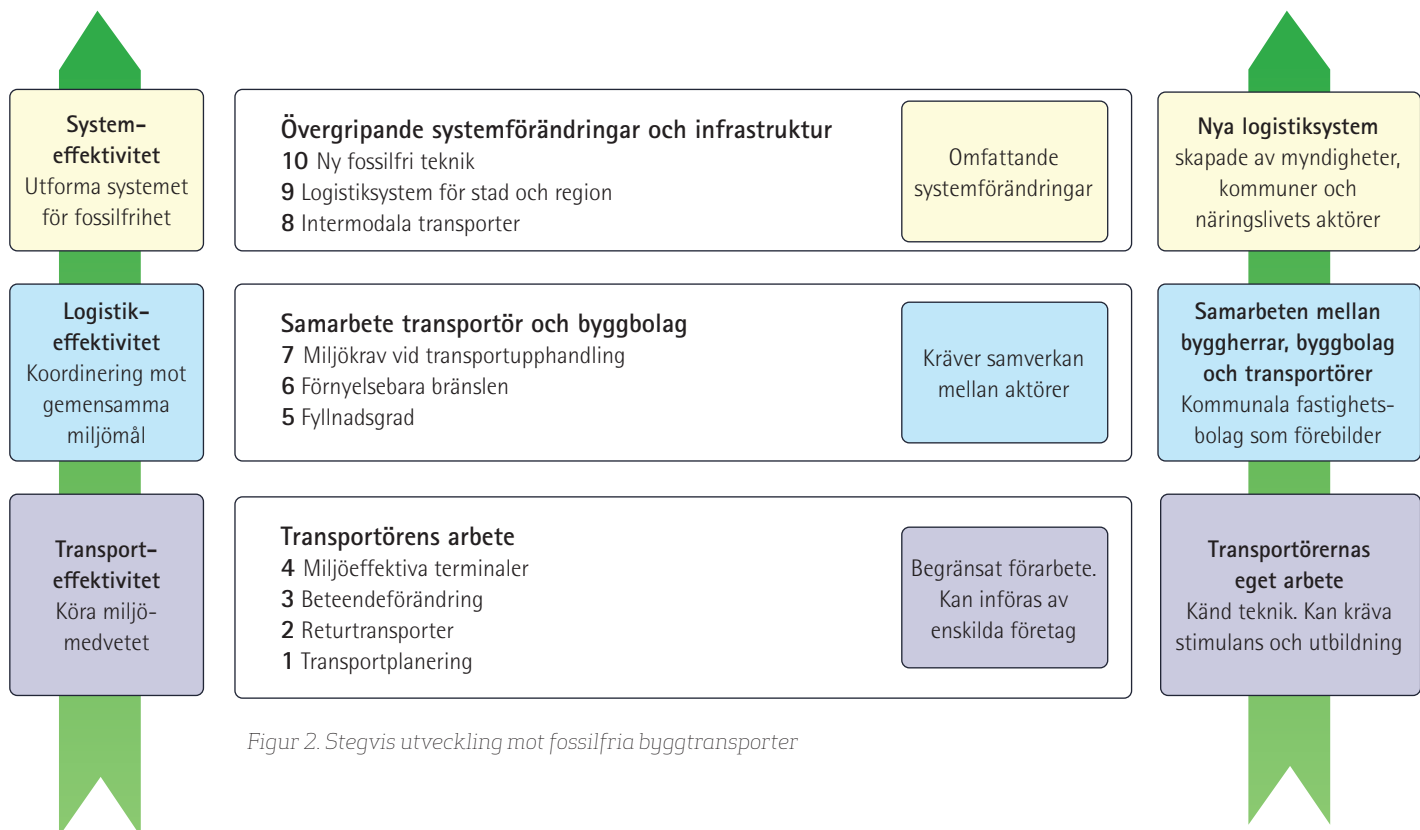 System-
effektivitet
Utforma systemet
för fossilfrihet
Övergripande systemförändringar och infrastruktur
10 Ny fossilfri teknik
9 Logistiksystem för stad och region
8 Intermodala transporter
Omfattande
systemförändringar
Nya logistiksystem
skapade av myndigheter,
kommuner och
näringslivets aktörer
Logistik-
effektivitet
Koordinering mot
gemensamma
miljömål
Samarbete transportör och byggbolag
7 Miljökrav vid transportupphandling
6 Förnyelsebara bränslen
5 Fyllnadsgrad
Kräver samverkan
mellan aktörer
Samarbeten mellan
byggherrar, byggbolag
och transportörer
Kommunala fastighets-
bolag som förebilder
Transport-
effektivitet
Köra miljö-
medvetet
Transportörens arbete
4 Miljöeffektiva terminaler
3 Beteendeförändring
2 Returtransporter
1 Transportplanering
Begränsat förarbete.
Kan införas av
enskilda företag
Transportörernas
eget arbete
Känd teknik. Kan kräva
stimulans och utbildning
Figur 2. Stegvis utveckling mot fossilfria byggtransporter